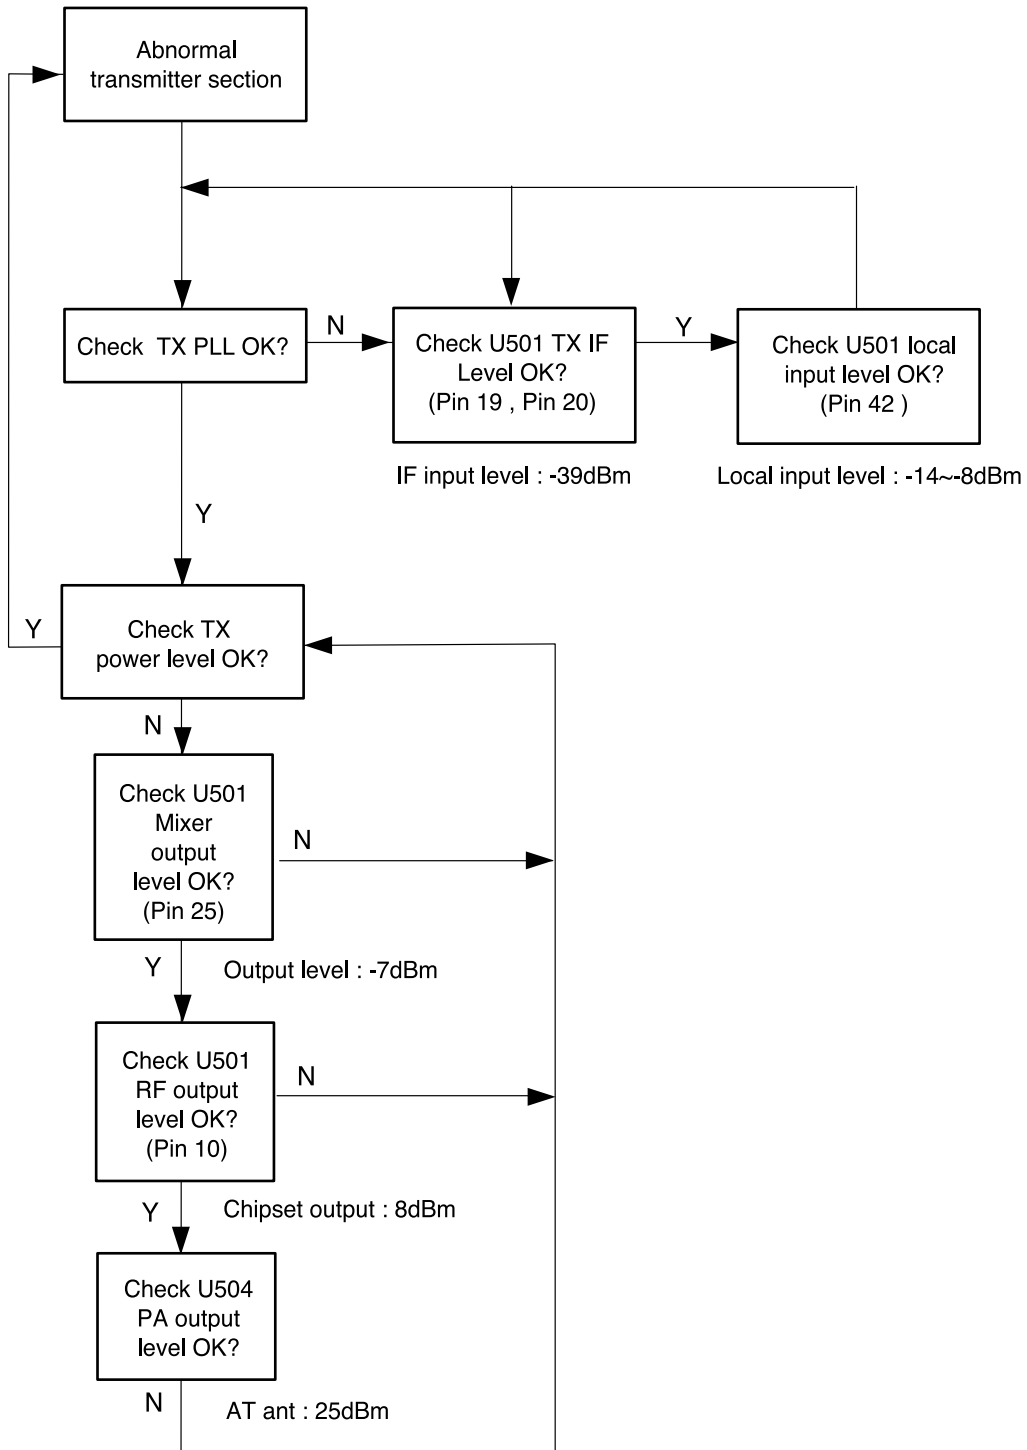 Abnormal
transmitter section
Check TX PLL OK?
N
Check U501 TX IF
Level OK?
(Pin 19 , Pin 20)
Y
Check U501 local
input level OK?
(Pin 42 )
IF input level : -39dBm
Local input level : -14~-8dBm
Y
Y
Check TX
power level OK?
N
Check U501
Mixer
output
level OK?
(Pin 25)
N
Y
Output level : -7dBm
Check U501
RF output
level OK?
(Pin 10)
N
Y
Chipset output : 8dBm
Check U504
PA output
level OK?
N
AT ant : 25dBm